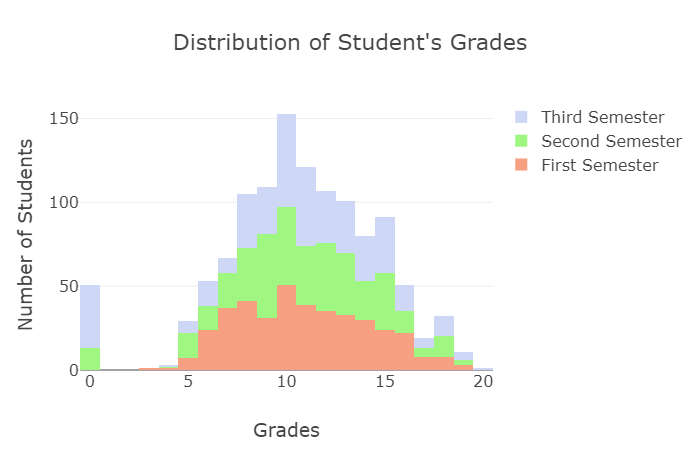 Distribution of Student's Grades
Number of Students
150
100
50
0
0 5 10 15 20
Grades
Third Semester
Second Semester
First Semester